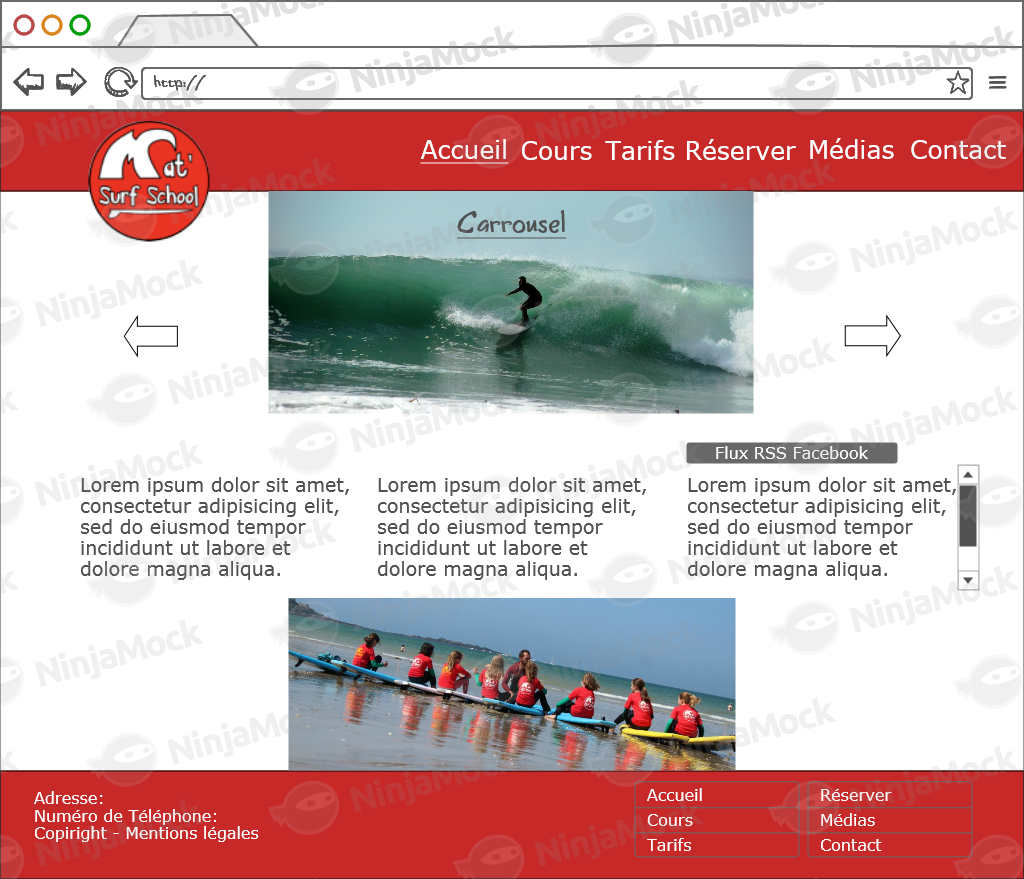 NinjaMock
http://
Mat'
Surf School
Accueil Cours Tarifs Réserver Médias Contact
Carrousel
Flux RSS Facebook
Lorem ipsum dolor sit amet,
consectetur adipisicing elit,
sed do eiusmod tempor
incididunt ut labore et
dolore magna aliqua.
Lorem ipsum dolor sit amet,
consectetur adipisicing elit,
sed do eiusmod tempor
incididunt ut labore et
dolore magna aliqua.
Lorem ipsum dolor sit amet,
consectetur adipisicing elit,
sed do eiusmod tempor
incididunt ut labore et
dolore magna aliqua.
Adresse:
Numéro de Téléphone:
Copiright - Mentions légales
Accueil
Cours
Tarifs
Réserver
Médias
Contact